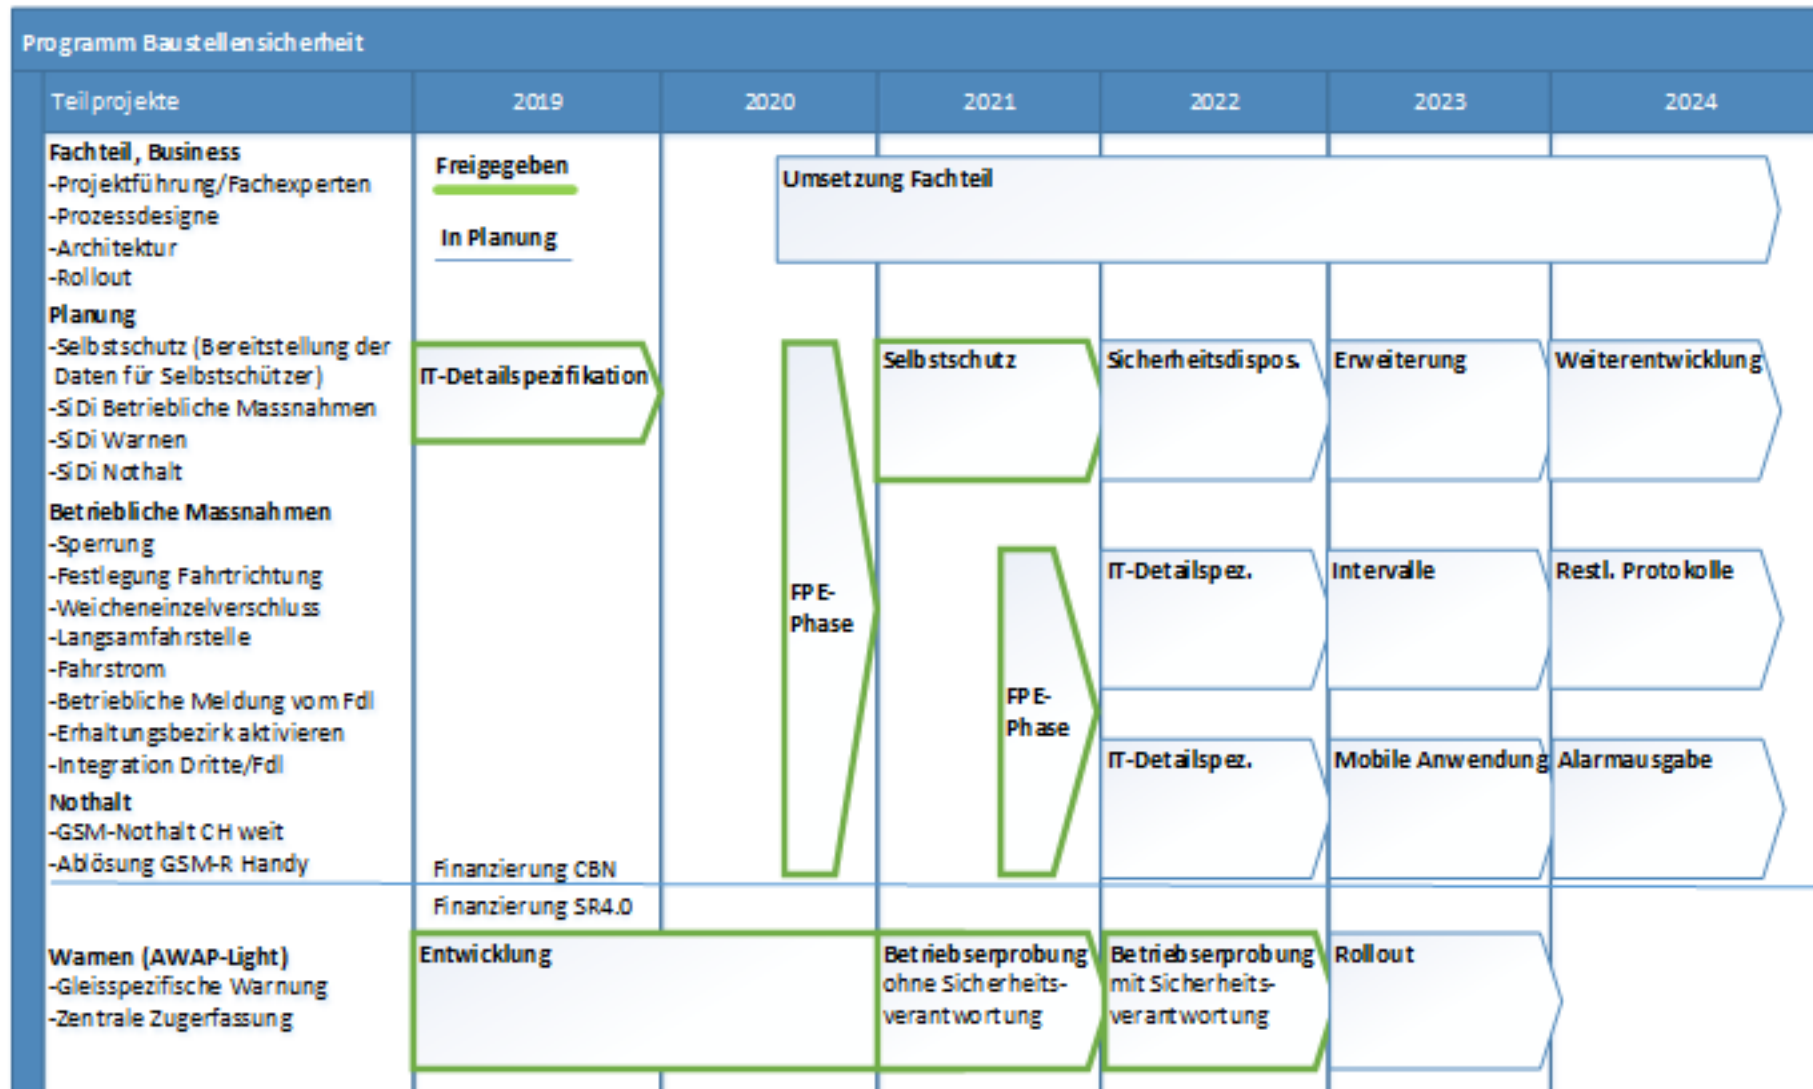 Programm Baustellensicherheit
Teilprojekte 2019 2020 2021 2022 2023 2024
Fachteil, Business
-Projektführung/Fachexperten
-Prozessdesigne
-Architektur
-Rollout
Freigegeben
In Planung
Umsetzung Fachteil
Planung
-Selbstschutz (Bereitstellung der
Daten für Selbstschützer)
-SiDi Betriebliche Massnahmen
-SiDi Warnen
-SiDi Nothalt
IT-Detailspezifikation
Selbstschutz
Sicherheitsdispos.
Erweiterung
Weiterentwicklung
Betriebliche Massnahmen
-Sperrung
-Festlegung Fahrtrichtung
-Weicheneinzelverschluss
-Langsamfahrstelle
-Fahrstrom
-Betriebliche Meldung vom Fdl
-Erhaltungsbezirk aktivieren
-Integration Dritte/Fdl
FPE-
Phase
FPE-
Phase
IT-Detailspez.
Intervalle
Restl. Protokolle
Nothalt
-GSM-Nothalt CH weit
-Ablösung GSM-R Handy
IT-Detailspez.
Mobile Anwendung
Alarmausgabe
Finanzierung CBN
Finanzierung SR4.0
Warnen (AWAP-Light)
-Gleisspezifische Warnung
-Zentrale Zugerfassung
Entwicklung
Betriebserprobung
ohne Sicherheits-
verantwortung
Betriebserprobung
mit Sicherheits-
verantwortung
Rollout